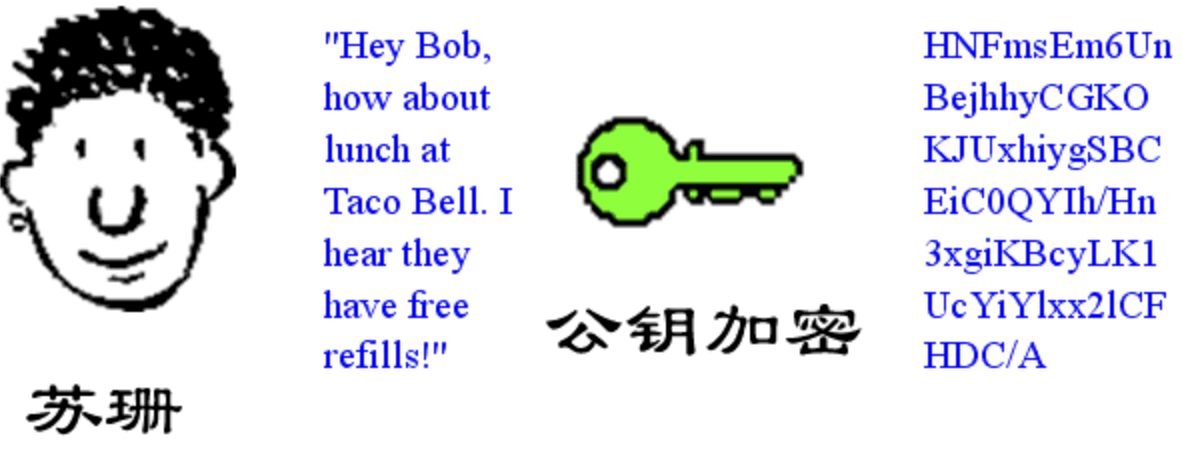 "Hey Bob,
how about
lunch at
Taco Bell. I
hear they
have free
refills!"
苏珊
公钥加密
HNFmsEm6Un
BejhhyCGKO
KJUxhiygSBC
EiC0QYIh/Hn
3xgiKBcyLK1
UcYiYlxx2lCF
HDC/A